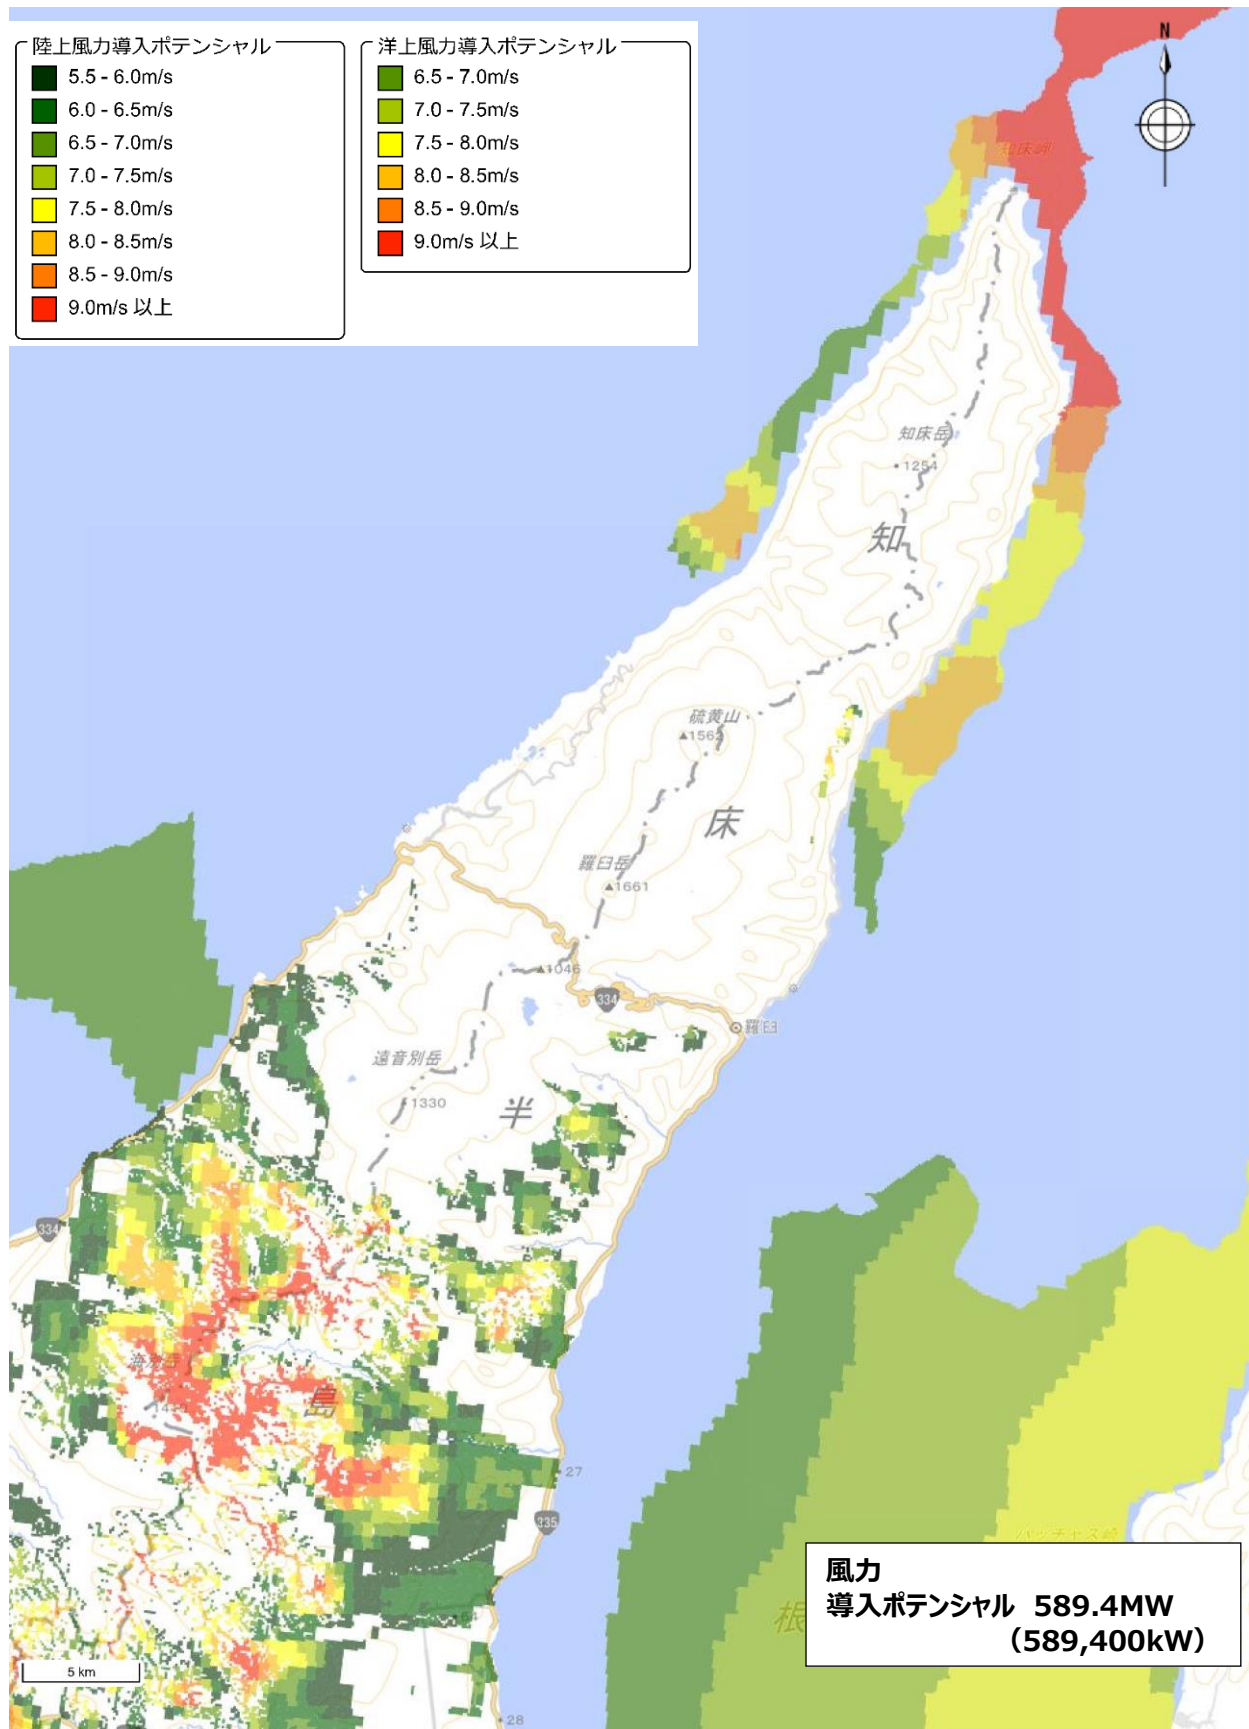 陸上風力導入ポテンシャル
5.5 - 6.0m/s
6.0 - 6.5m/s
6.5 - 7.0m/s
7.0 - 7.5m/s
7.5 - 8.0m/s
8.0 - 8.5m/s
8.5 - 9.0m/s
9.0m/s 以上
洋上風力導入ポテンシャル
6.5 - 7.0m/s
7.0 - 7.5m/s
7.5 - 8.0m/s
8.0 - 8.5m/s
8.5 - 9.0m/s
9.0m/s 以上
N
知床岬
知床岳
1254
知
硫黄山
1562
床
羅臼岳
1661
1046
334
羅臼
遠音別岳
1330
半
334
海別岳
島
27
335
根
5 km
28
風力
導入ポテンシャル 589.4MW
（589,400kW）